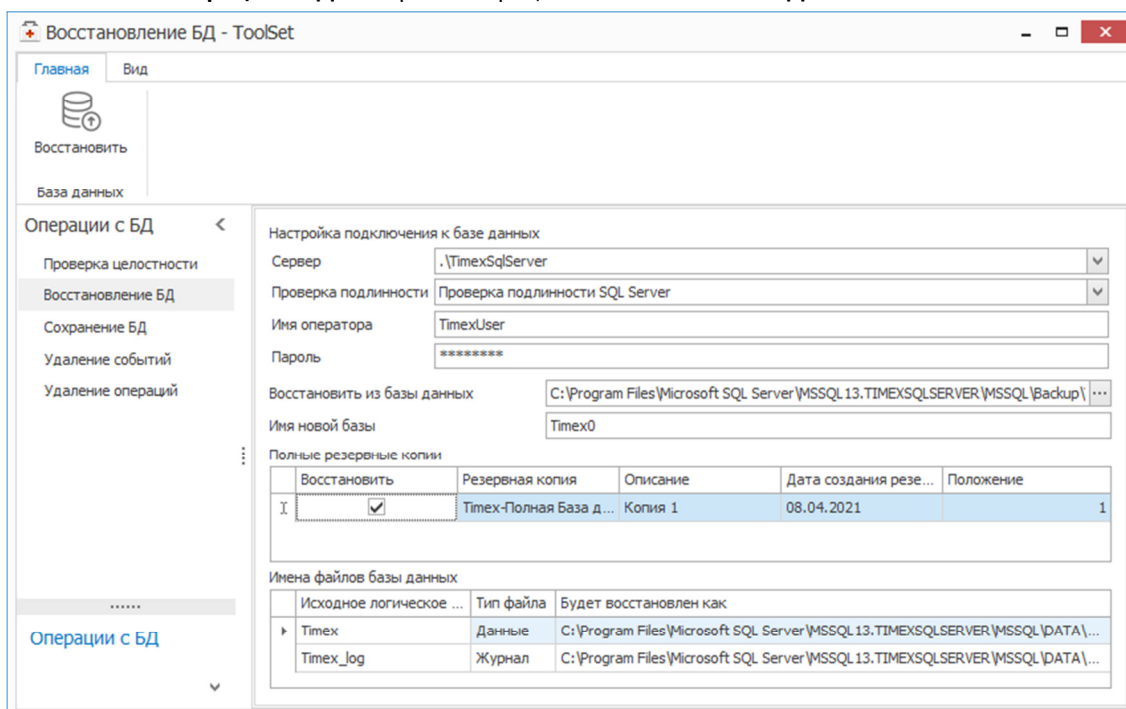 Восстановление БД - ToolSet
Главная Вид
Восстановить
База данных
Операции с БД
Проверка целостности
Восстановление БД
Сохранение БД
Удаление событий
Удаление операций
Операции с БД
Настройка подключения к базе данных
Сервер .\TimexSqlServer
Проверка подлинности Проверка подлинности SQL Server
Имя оператора TimexUser
Пароль ********
Восстановить из базы данных C:\Program Files\Microsoft SQL Server\MSSQL13.TIMEXSQLSERVER\MSSQL\Backup\ ...
Имя новой базы Timex0
Полные резервные копии
Восстановить Резервная копия Описание Дата создания резе... Положение
Timex-Полная База д... Копия 1 08.04.2021 1
Имена файлов базы данных
Исходное логическое ... Тип файла Будет восстановлен как
Timex Данные C:\Program Files\Microsoft SQL Server\MSSQL13.TIMEXSQLSERVER\MSSQL\DATA\...
Timex_log Журнал C:\Program Files\Microsoft SQL Server\MSSQL13.TIMEXSQLSERVER\MSSQL\DATA\...